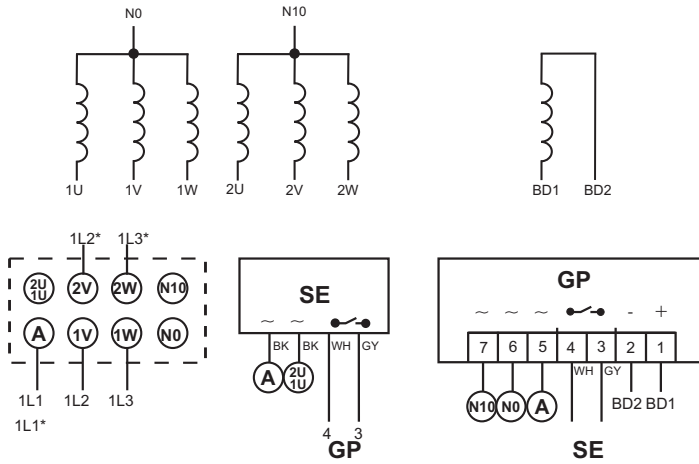 N0 N10
1U 1V 1W 2U 2V 2W BD1 BD2
1L2* 1L3*
2U 1U 2V 2W N10
A 1V 1W N0
1L1 1L2 1L3
1L1*
SE
~ ~
BK BK WH GY
A 2U 1U
4 3
GP
GP
~ ~ ~ - +
7 6 5 4 3 2 1
WH GY
N10 N0 A BD2 BD1
SE